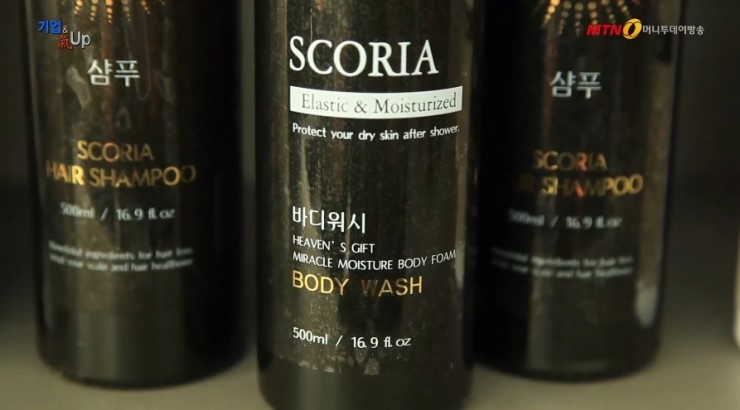 기업&
氣Up
MTN 머니투데이방송
샴푸
SCORIA
HAIR SHAMPOO
500ml / 16.9 fl. oz
SCORIA
Elastic & Moisturized
Protect your dry skin after shower.
바디워시
HEAVEN'S GIFT
MIRACLE MOISTURE BODY FOAM
BODY WASH
500ml / 16.9 fl. oz
샴푸
SCORIA
SHAMPOO
500ml / 16.9 fl. oz